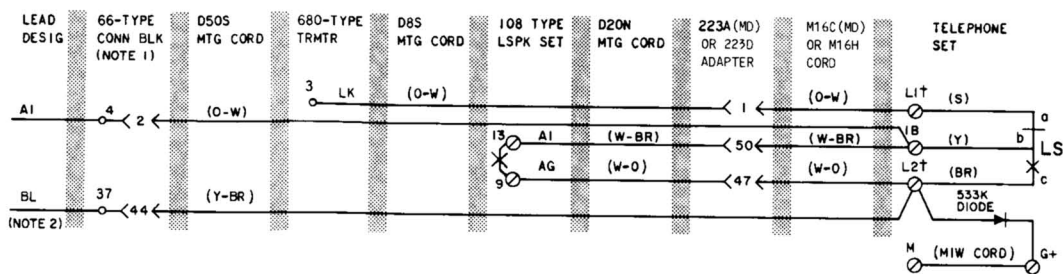 LEAD DESIG 66-TYPE CONN BLK (NOTE 1) D50S MTG CORD 680-TYPE TRMTR D8S MTG CORD 108 TYPE LSPK SET D20N MTG CORD 223A(MD) OR 223D ADAPTER M16C(MD) OR M16H CORD TELEPHONE SET
3 LK (O-W) 1 (O-W) L1† (S) a
A1 4 2 (O-W) 1B b
13 A1 (W-BR) 50 (W-BR) (Y) LS
9 AG (W-O) 47 (W-O) L2† (BR) c
BL 37 44 (Y-BR) 533K DIODE
(NOTE 2)
M (MIW CORD) G+